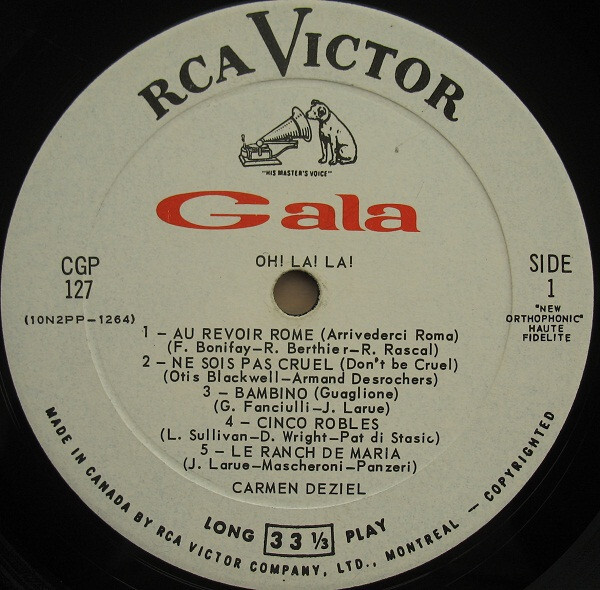 RCA VICTOR
"HIS MASTER'S VOICE"
Gala
OH! LA! LA!
CGP
127
(10N2PP-1264)
SIDE
1
"NEW
ORTHOPHONIC"
HAUTE
FIDELITE
1 - AU REVOIR ROME (Arrivederci Roma)
(F. Bonifay-R. Berthier-R. Rascal)
2 - NE SOIS PAS CRUEL (Don't be Cruel)
(Otis Blackwell-Armand Desrochers)
3 - BAMBINO (Guaglione)
(G. Fanciulli-J. Larue)
4 - CINCO ROBLES
(L. Sullivan-D. Wright-Pat di Stasic)
5 - LE RANCH DE MARIA
(J. Larue-Mascheroni-Panzeri)
CARMEN DEZIEL
LONG 33 1/3 PLAY
MADE IN CANADA BY RCA VICTOR COMPANY, LTD., MONTREAL - COPYRIGHTED